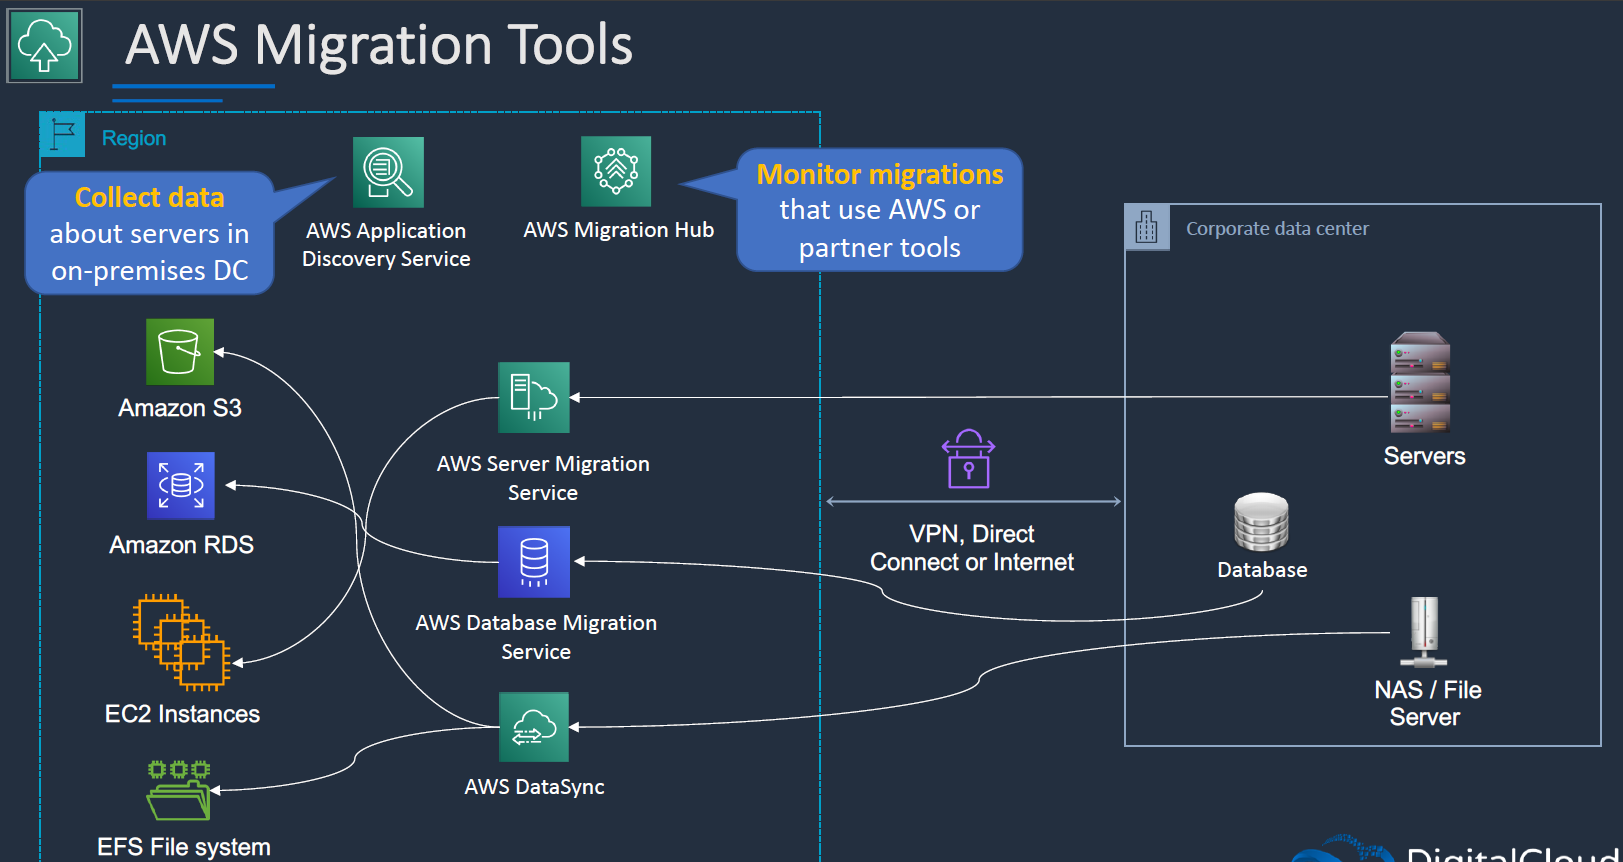 AWS Migration Tools
Region
Collect data
about servers in
on-premises DC
AWS Application
Discovery Service
AWS Migration Hub
Monitor migrations
that use AWS or
partner tools
Corporate data center
Amazon S3
AWS Server Migration
Service
Servers
Amazon RDS
VPN, Direct
Connect or Internet
Database
AWS Database Migration
Service
EC2 Instances
NAS / File
Server
AWS DataSync
EFS File system
DigitalCloud